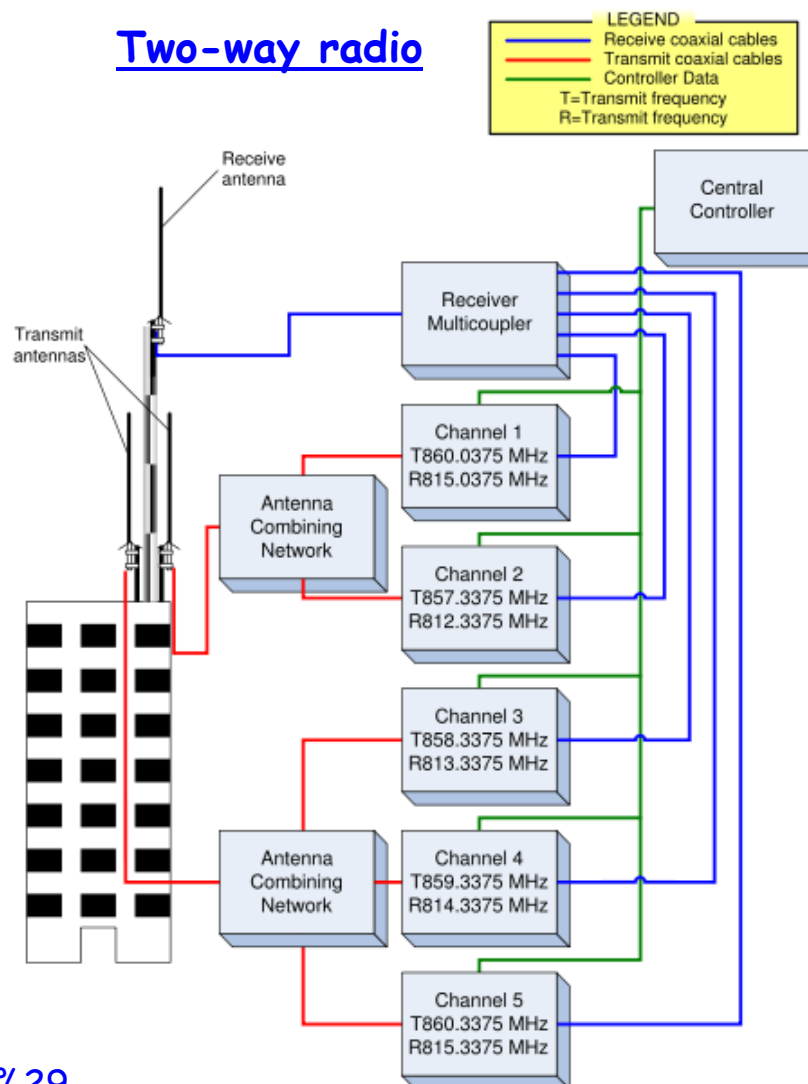 Two-way radio
LEGEND
Receive coaxial cables
Transmit coaxial cables
Controller Data
T=Transmit frequency
R=Transmit frequency
Receive
antenna
Central
Controller
Receiver
Multicoupler
Transmit
antennas
Channel 1
T860.0375 MHz
R815.0375 MHz
Antenna
Combining
Network
Channel 2
T857.3375 MHz
R812.3375 MHz
Channel 3
T858.3375 MHz
R813.3375 MHz
Antenna
Combining
Network
Channel 4
T859.3375 MHz
R814.3375 MHz
Channel 5
T860.3375 MHz
R815.3375 MHz
%29